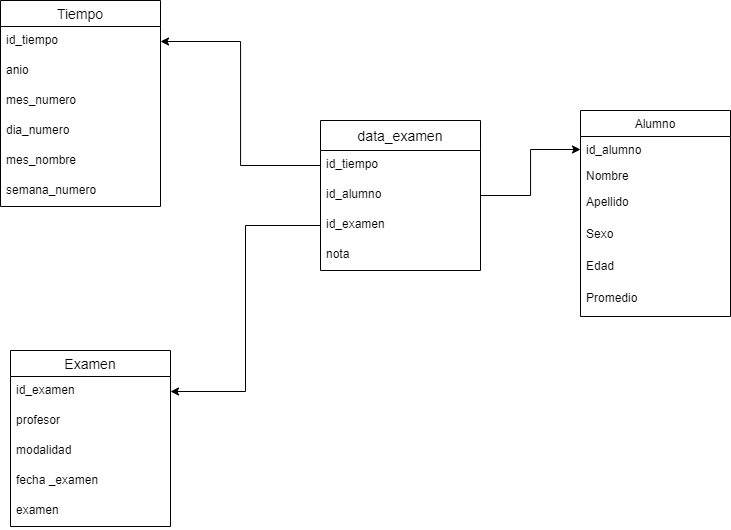 Tiempo
id_tiempo
anio
mes_numero
dia_numero
mes_nombre
semana_numero
data_examen
id_tiempo
id_alumno
id_examen
nota
Alumno
id_alumno
Nombre
Apellido
Sexo
Edad
Promedio
Examen
id_examen
profesor
modalidad
fecha _examen
examen